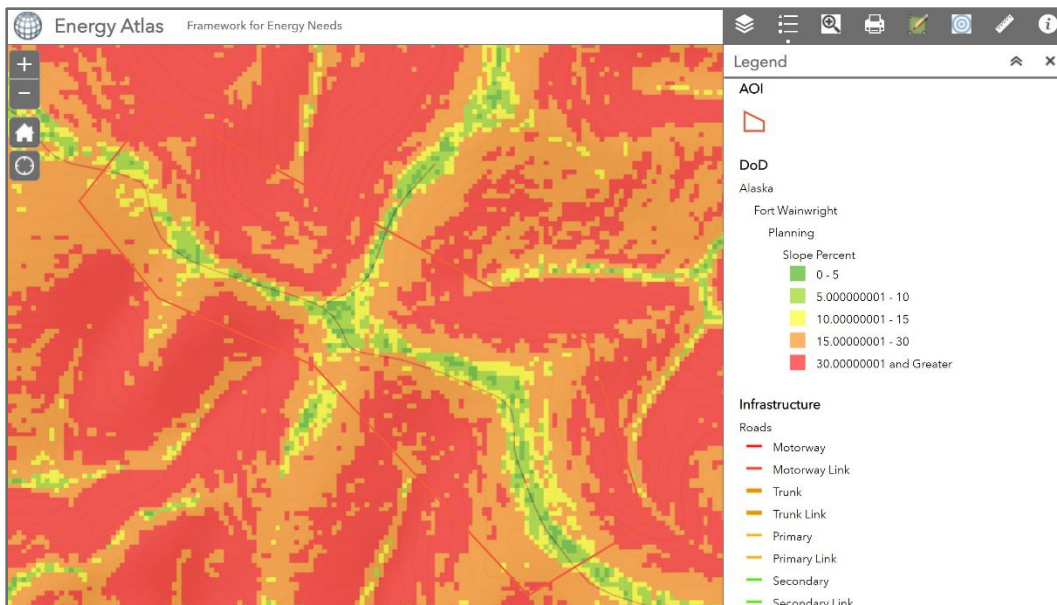 Energy Atlas Framework for Energy Needs
Legend
AOI
DoD
Alaska
Fort Wainwright
Planning
Slope Percent
0 - 5
5.000000001 - 10
10.00000001 - 15
15.00000001 - 30
30.00000001 and Greater
Infrastructure
Roads
Motorway
Motorway Link
Trunk
Trunk Link
Primary
Primary Link
Secondary
Secondary Link